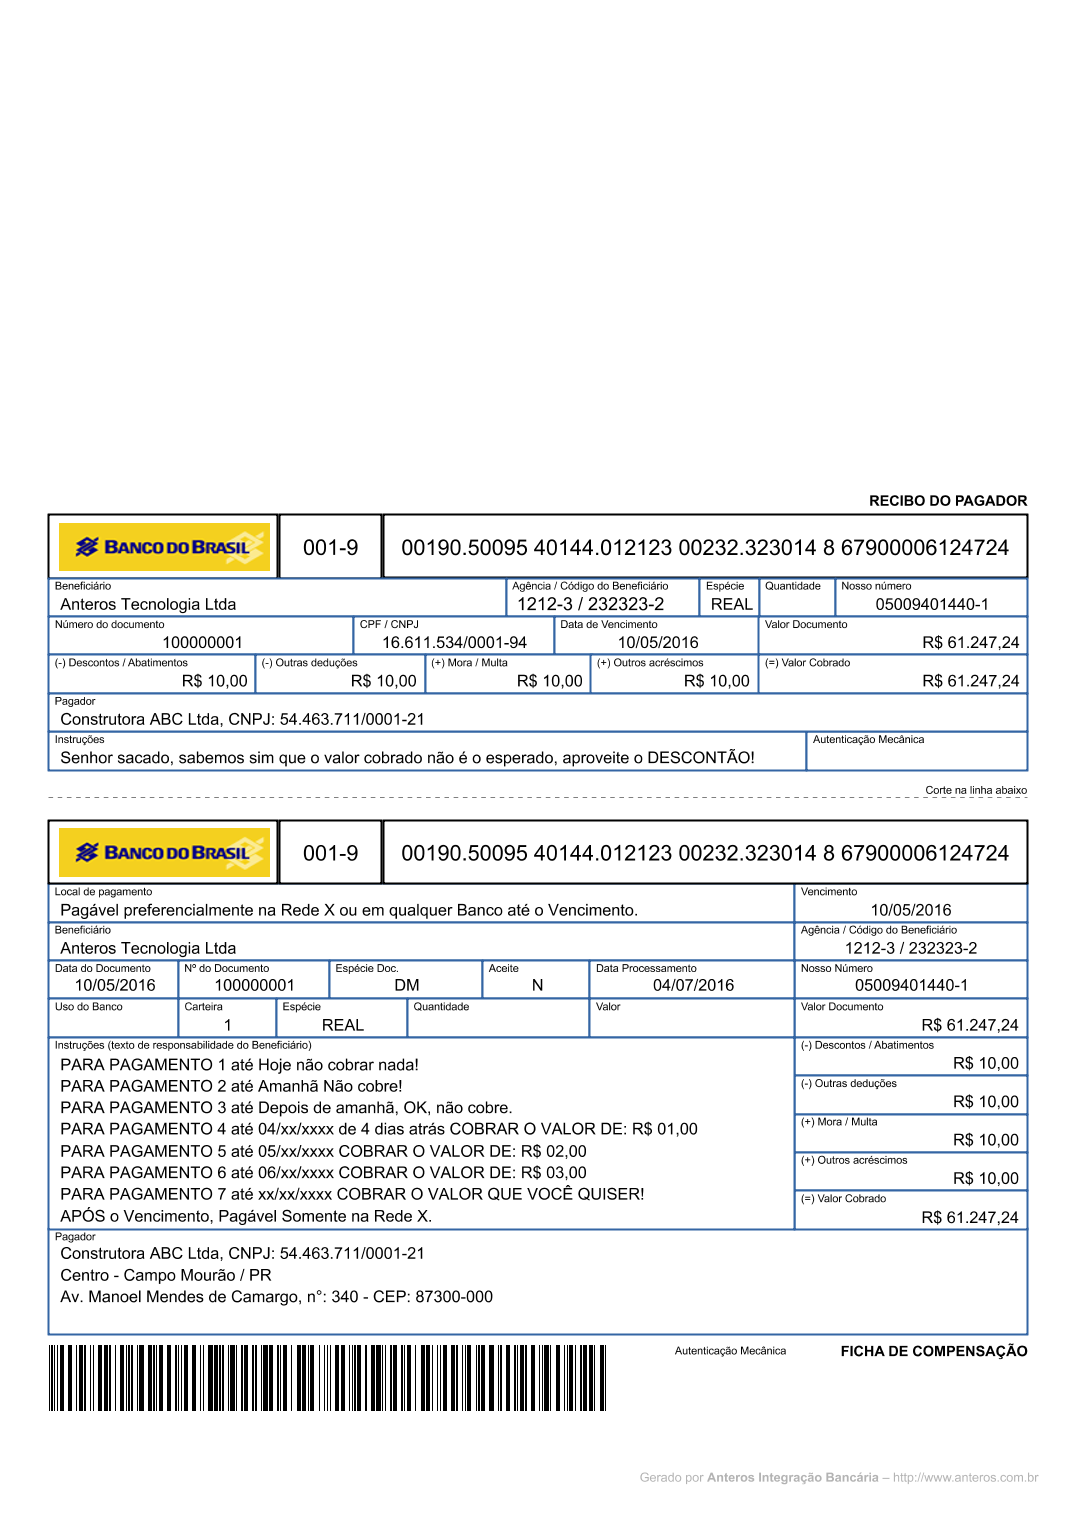 RECIBO DO PAGADOR
BANCO DO BRASIL 001-9 00190.50095 40144.012123 00232.323014 8 67900006124724
Beneficiário Agência / Código do Beneficiário Espécie Quantidade Nosso número
Anteros Tecnologia Ltda 1212-3 / 232323-2 REAL 05009401440-1
Número do documento CPF / CNPJ Data de Vencimento Valor Documento
100000001 16.611.534/0001-94 10/05/2016 R$ 61.247,24
(-) Descontos / Abatimentos (-) Outras deduções (+) Mora / Multa (+) Outros acréscimos (=) Valor Cobrado
R$ 10,00 R$ 10,00 R$ 10,00 R$ 10,00 R$ 61.247,24
Pagador
Construtora ABC Ltda, CNPJ: 54.463.711/0001-21
Instruções Autenticação Mecânica
Senhor sacado, sabemos sim que o valor cobrado não é o esperado, aproveite o DESCONTÃO!
Corte na linha abaixo
BANCO DO BRASIL 001-9 00190.50095 40144.012123 00232.323014 8 67900006124724
Local de pagamento Vencimento
Pagável preferencialmente na Rede X ou em qualquer Banco até o Vencimento. 10/05/2016
Beneficiário Agência / Código do Beneficiário
Anteros Tecnologia Ltda 1212-3 / 232323-2
Data do Documento Nº do Documento Espécie Doc. Aceite Data Processamento Nosso Número
10/05/2016 100000001 DM N 04/07/2016 05009401440-1
Uso do Banco Carteira Espécie Quantidade Valor Valor Documento
1 REAL R$ 61.247,24
Instruções (texto de responsabilidade do Beneficiário) (-) Descontos / Abatimentos
PARA PAGAMENTO 1 até Hoje não cobrar nada! R$ 10,00
PARA PAGAMENTO 2 até Amanhã Não cobre! (-) Outras deduções
PARA PAGAMENTO 3 até Depois de amanhã, OK, não cobre. R$ 10,00
PARA PAGAMENTO 4 até 04/xx/xxxx de 4 dias atrás COBRAR O VALOR DE: R$ 01,00 (+) Mora / Multa
R$ 10,00
PARA PAGAMENTO 5 até 05/xx/xxxx COBRAR O VALOR DE: R$ 02,00 (+) Outros acréscimos
PARA PAGAMENTO 6 até 06/xx/xxxx COBRAR O VALOR DE: R$ 03,00 R$ 10,00
PARA PAGAMENTO 7 até xx/xx/xxxx COBRAR O VALOR QUE VOCÊ QUISER! (=) Valor Cobrado
APÓS o Vencimento, Pagável Somente na Rede X. R$ 61.247,24
Pagador
Construtora ABC Ltda, CNPJ: 54.463.711/0001-21
Centro - Campo Mourão / PR
Av. Manoel Mendes de Camargo, n°: 340 - CEP: 87300-000
Autenticação Mecânica FICHA DE COMPENSAÇÃO
Gerado por Anteros Integração Bancária – http://www.anteros.com.br